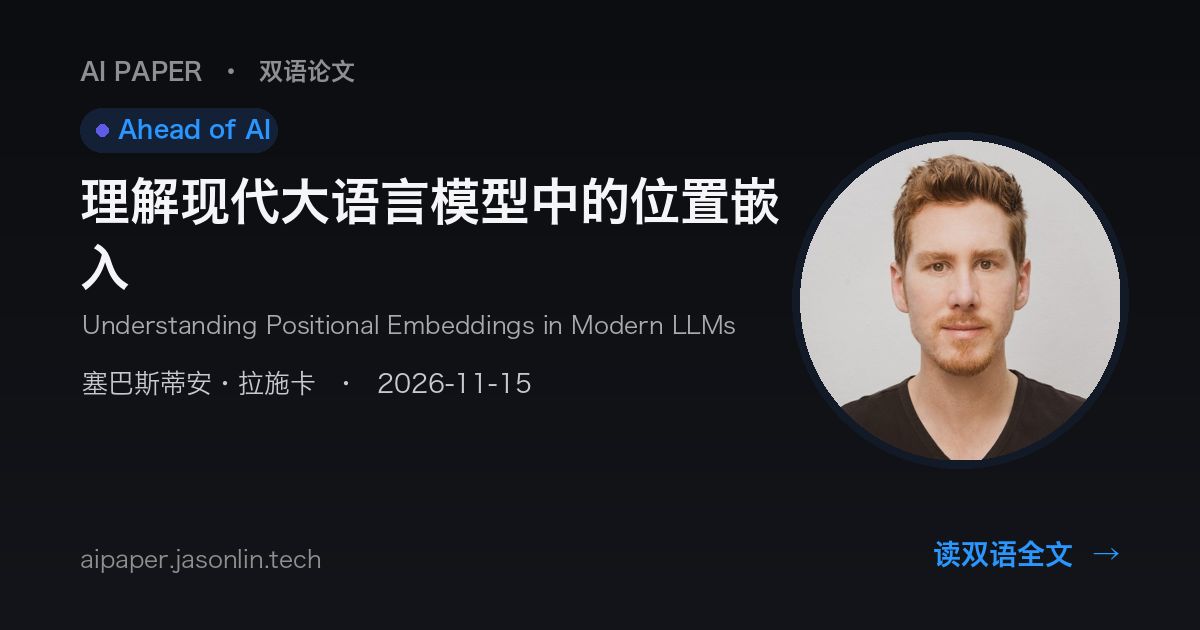 AI PAPER · 双语论文
Ahead of AI
理解现代大语言模型中的位置嵌
入
Understanding Positional Embeddings in Modern LLMs
塞巴斯蒂安·拉施卡 · 2026-11-15
aipaper.jasonlin.tech
读双语全文 →